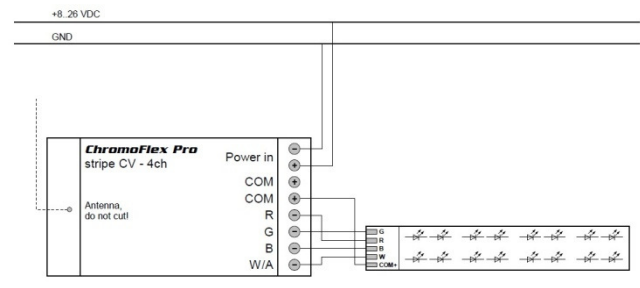 +8..26 VDC
GND
ChromoFlex Pro
stripe CV - 4ch
Power in
COM
COM
R
G
B
W/A
Antenna,
do not cut!
G
R
B
W
COM+